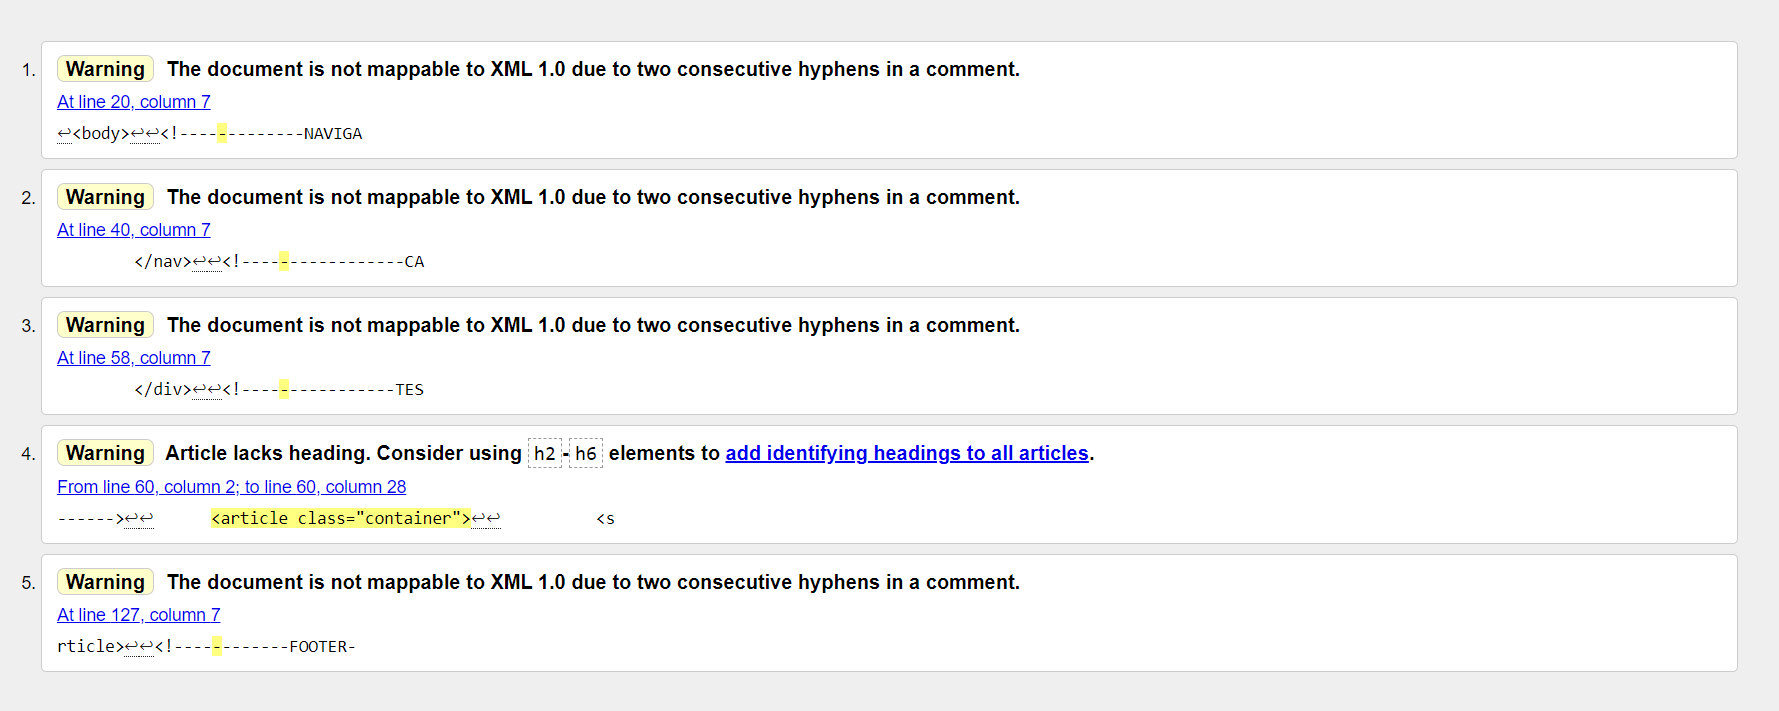 1. Warning The document is not mappable to XML 1.0 due to two consecutive hyphens in a comment.
At line 20, column 7
↩<body>↩↩<!-------------NAVIGA
2. Warning The document is not mappable to XML 1.0 due to two consecutive hyphens in a comment.
At line 40, column 7
</nav>↩↩<!-----------------CA
3. Warning The document is not mappable to XML 1.0 due to two consecutive hyphens in a comment.
At line 58, column 7
</div>↩↩<!----------------TES
4. Warning Article lacks heading. Consider using h2-h6 elements to add identifying headings to all articles.
From line 60, column 2; to line 60, column 28
------>↩↩ <article class="container">↩↩ <s
5. Warning The document is not mappable to XML 1.0 due to two consecutive hyphens in a comment.
At line 127, column 7
rticle>↩↩<!------------FOOTER-